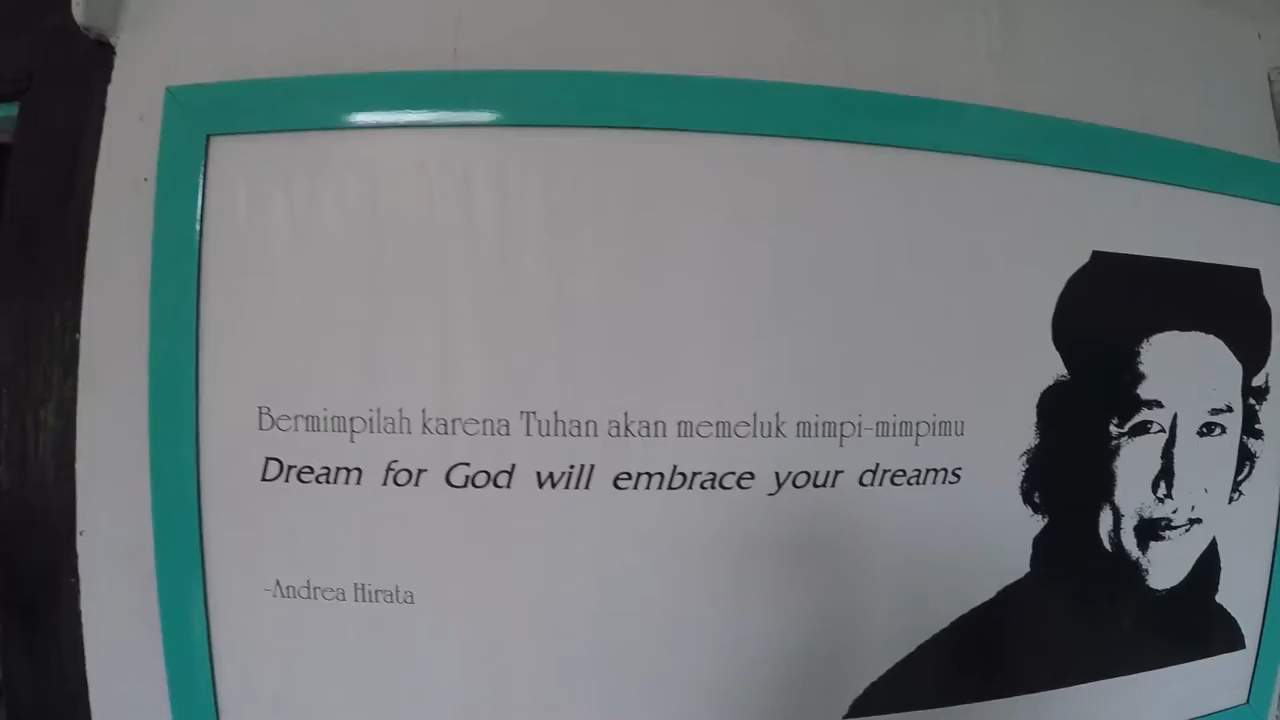 Bermimpilah karena Tuhan akan memeluk mimpi-mimpimu
Dream for God will embrace your dreams
-Andrea Hirata